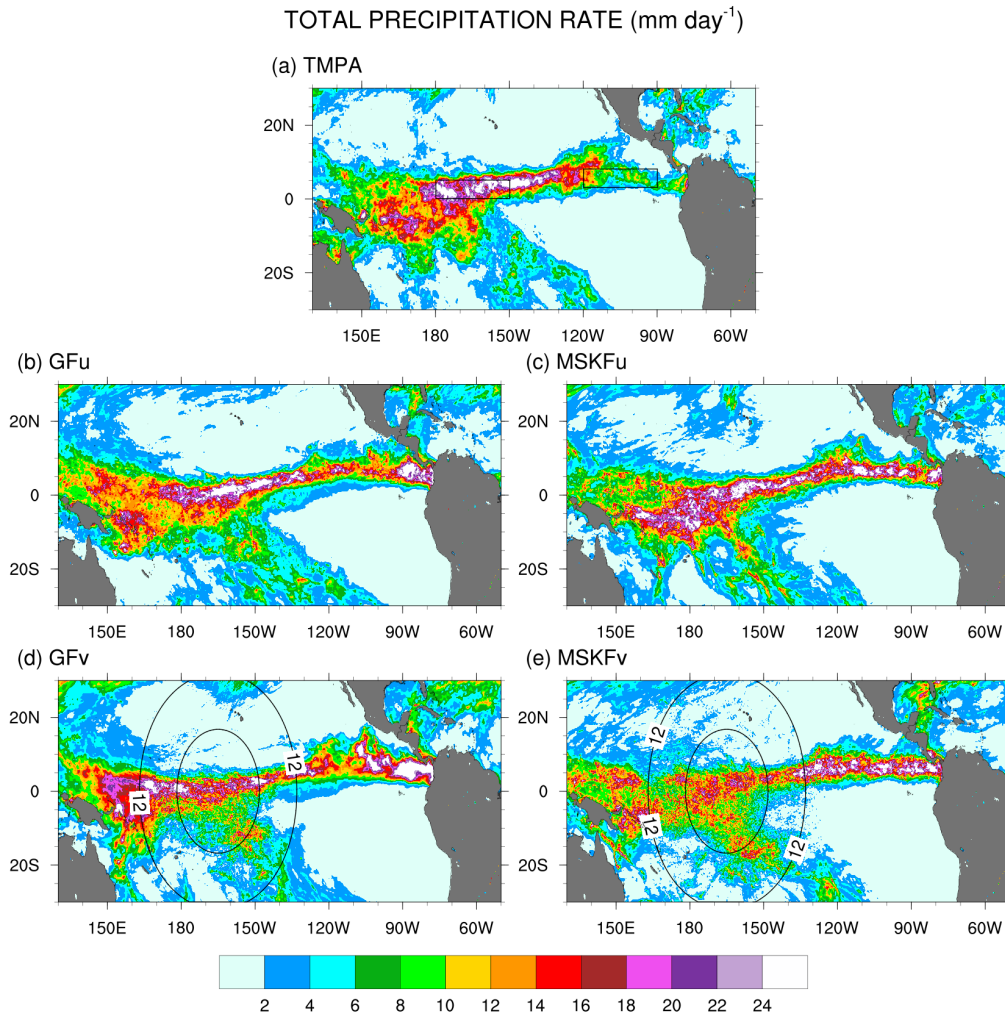 TOTAL PRECIPITATION RATE (mm day-1)
(a) TMPA
20N
0
20S
150E 180 150W 120W 90W 60W
(b) GFu (c) MSKFu
20N 20N
0 0
20S 20S
150E 180 150W 120W 90W 60W 150E 180 150W 120W 90W 60W
(d) GFv (e) MSKFv
20N 12 12 20N 12
0 12 0 12
20S 20S 12
150E 180 150W 120W 90W 60W 150E 180 150W 120W 90W 60W
2 4 6 8 10 12 14 16 18 20 22 24